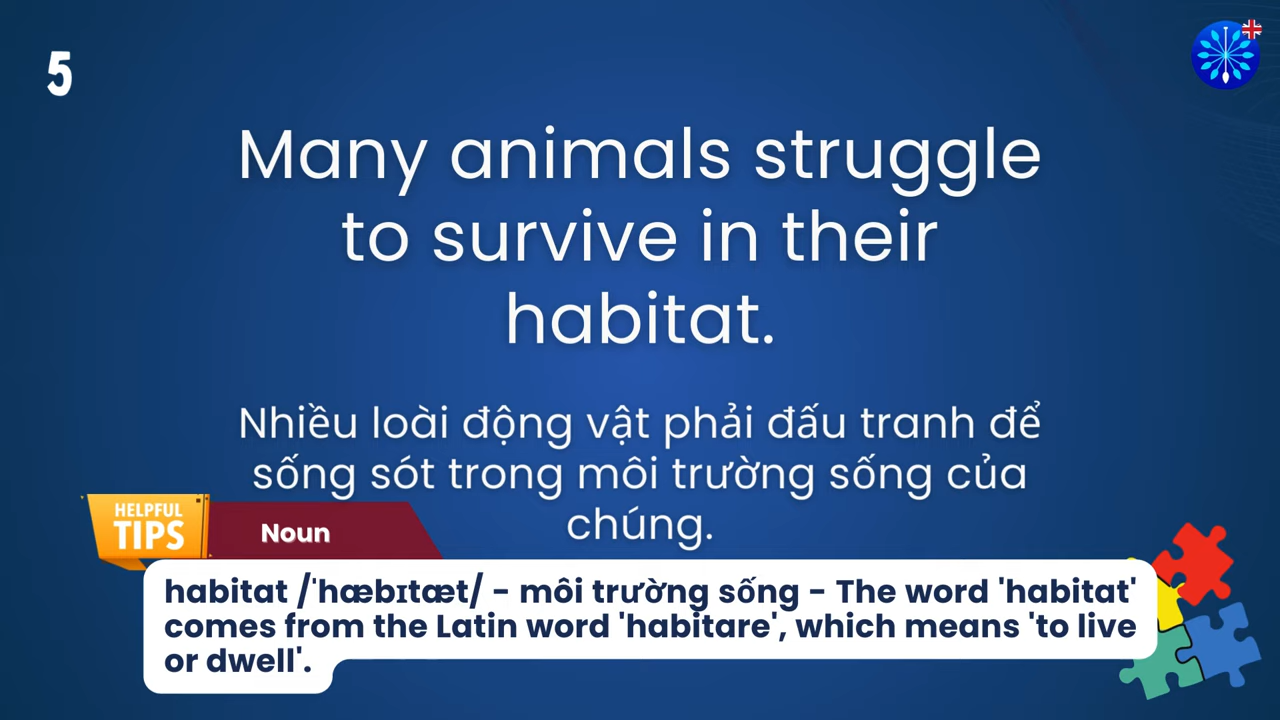 5
Many animals struggle
to survive in their
habitat.
Nhiều loài động vật phải đấu tranh để
sống sót trong môi trường sống của
chúng.
HELPFUL
TIPS
Noun
habitat /ˈhæbɪtæt/ - môi trường sống - The word 'habitat'
comes from the Latin word 'habitare', which means 'to live
or dwell'.